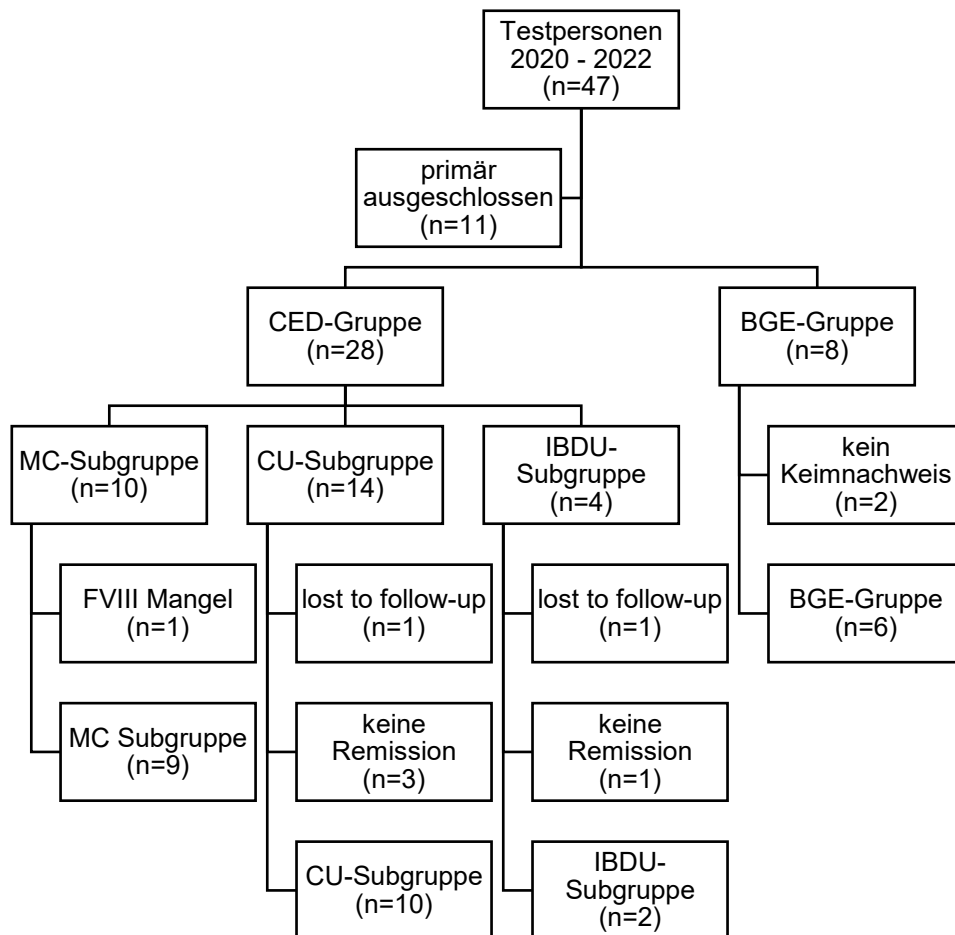 Testpersonen
2020 - 2022
(n=47)
primär
ausgeschlossen
(n=11)
CED-Gruppe
(n=28)
BGE-Gruppe
(n=8)
MC-Subgruppe
(n=10)
CU-Subgruppe
(n=14)
IBDU-
Subgruppe
(n=4)
kein
Keimnachweis
(n=2)
FVIII Mangel
(n=1)
lost to follow-up
(n=1)
lost to follow-up
(n=1)
BGE-Gruppe
(n=6)
MC Subgruppe
(n=9)
keine
Remission
(n=3)
keine
Remission
(n=1)
CU-Subgruppe
(n=10)
IBDU-
Subgruppe
(n=2)